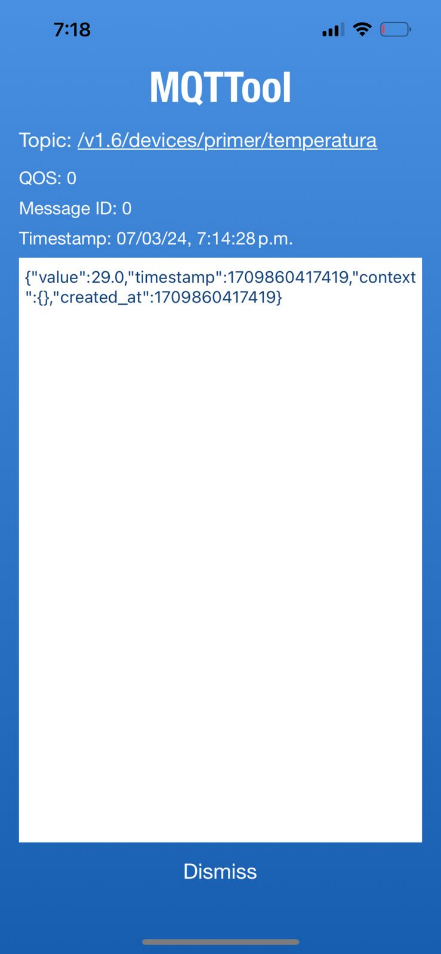 7:18
MQTTool
Topic: /v1.6/devices/primer/temperatura
QOS: 0
Message ID: 0
Timestamp: 07/03/24, 7:14:28 p.m.
{"value":29.0,"timestamp":1709860417419,"context
":{},"created_at":1709860417419}
Dismiss